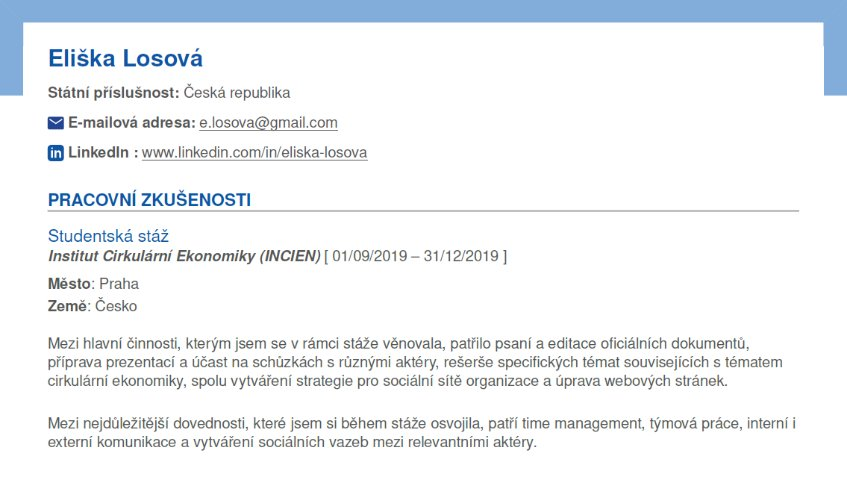 Eliška Losová
Státní příslušnost: Česká republika
E-mailová adresa: e.losova@gmail.com
in LinkedIn : www.linkedin.com/in/eliska-losova
PRACOVNÍ ZKUŠENOSTI
Studentská stáž
Institut Cirkulární Ekonomiky (INCIEN) [ 01/09/2019 – 31/12/2019 ]
Město: Praha
Země: Česko
Mezi hlavní činnosti, kterým jsem se v rámci stáže věnovala, patřilo psaní a editace oficiálních dokumentů,
příprava prezentací a účast na schůzkách s různými aktéry, rešerše specifických témat souvisejících s tématem
cirkulární ekonomiky, spolu vytváření strategie pro sociální sítě organizace a úprava webových stránek.
Mezi nejdůležitější dovednosti, které jsem si během stáže osvojila, patří time management, týmová práce, interní i
externí komunikace a vytváření sociálních vazeb mezi relevantními aktéry.